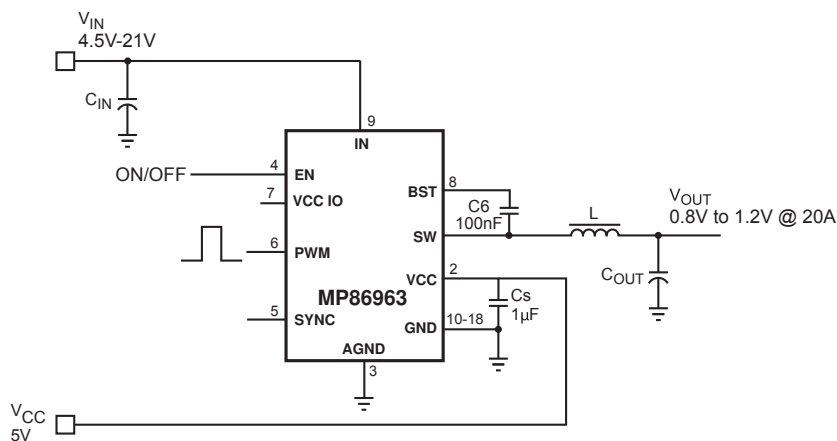 VIN
4.5V-21V
CIN
9
IN
4
ON/OFF
EN
8
BST
7
VCC IO
C6
100nF
VOUT
0.8V to 1.2V @ 20A
L
SW
6
PWM
2
VCC
COUT
MP86963
Cs
1µF
5
SYNC
10-18
GND
AGND
3
VCC
5V